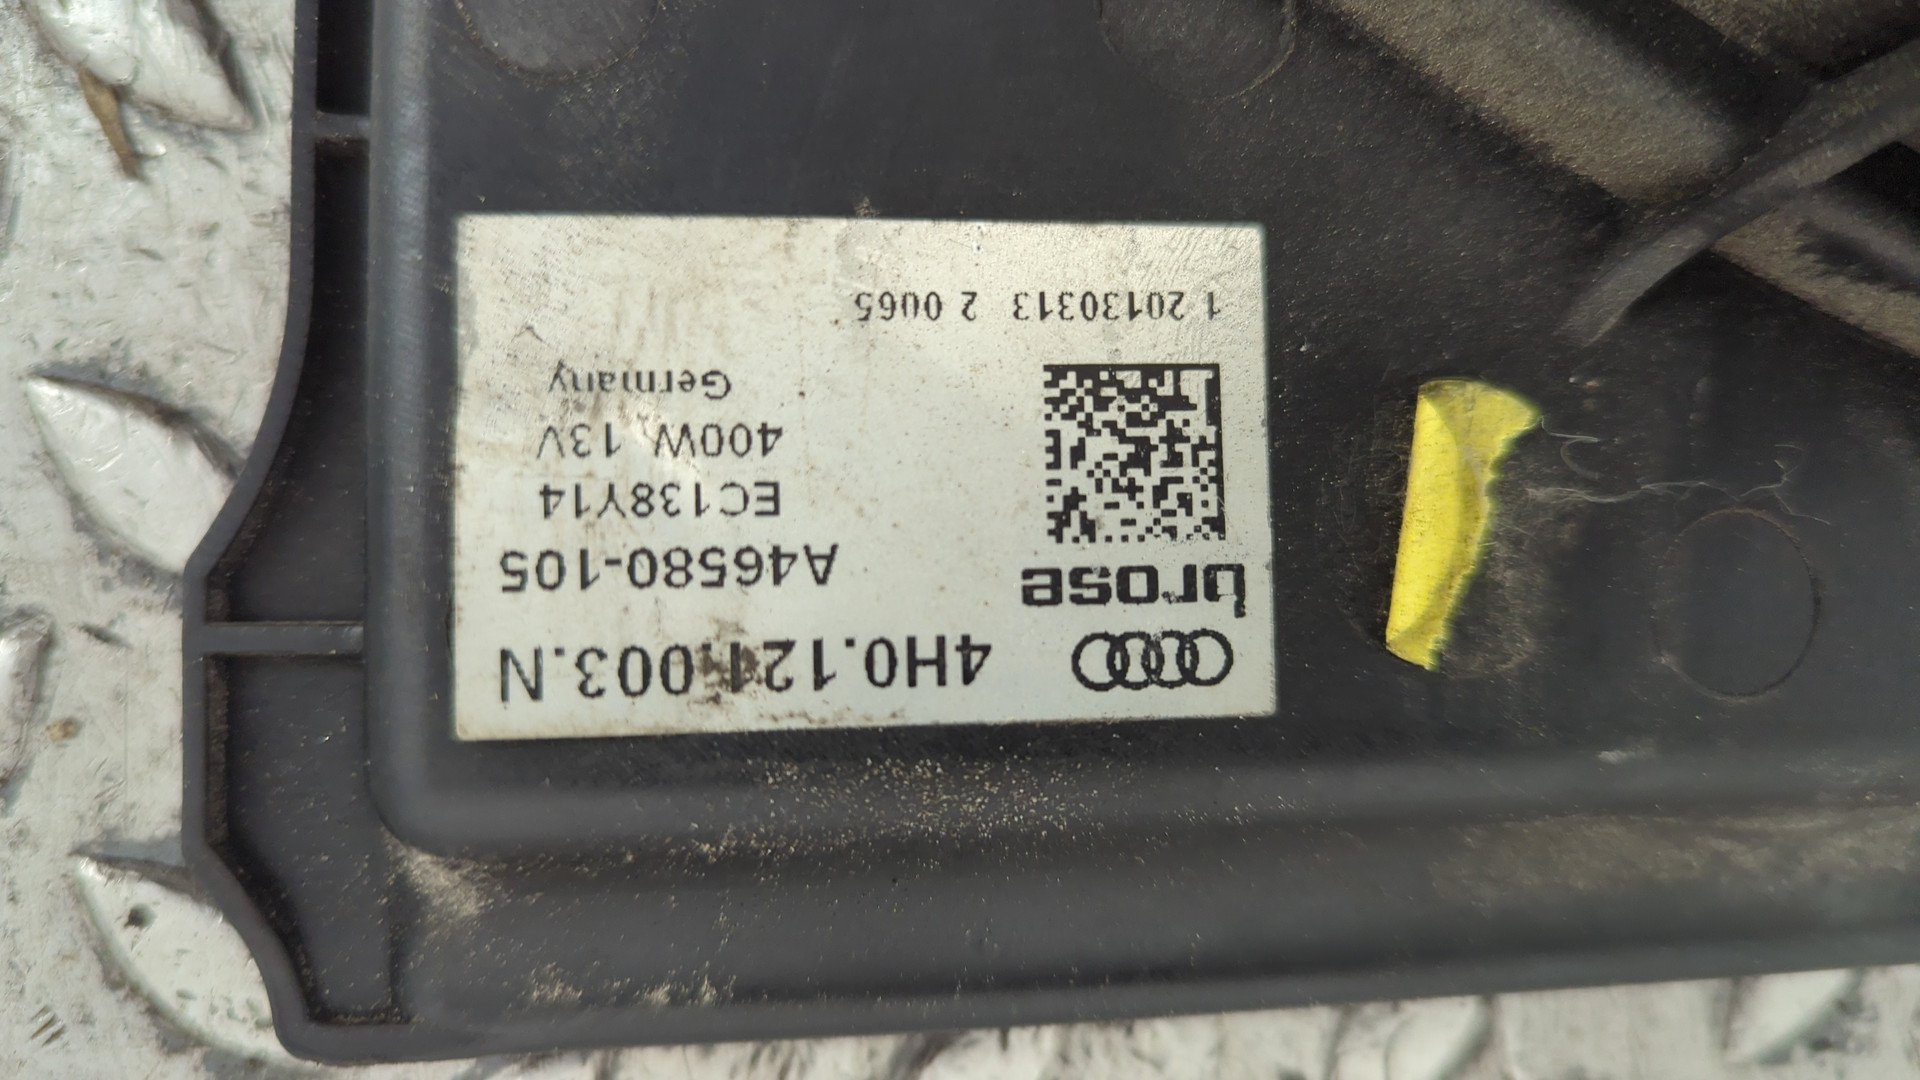 4H0.121.003.N
brose A46580-105
EC138Y14
400W 13V
Germany
1 20130313 2 0065